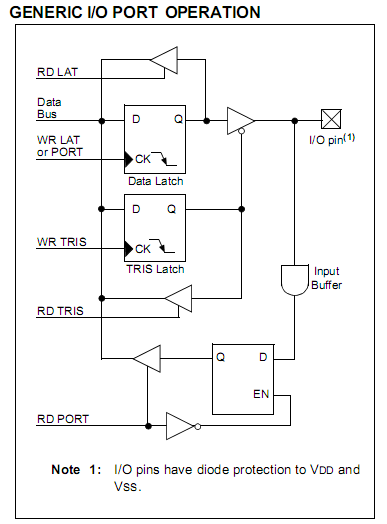 GENERIC I/O PORT OPERATION
RD LAT
Data
Bus
D Q
WR LAT
or PORT
CK
Data Latch
I/O pin(1)
D Q
WR TRIS
CK
TRIS Latch
Input
Buffer
RD TRIS
Q D
EN
RD PORT
Note 1: I/O pins have diode protection to VDD and
VSS.